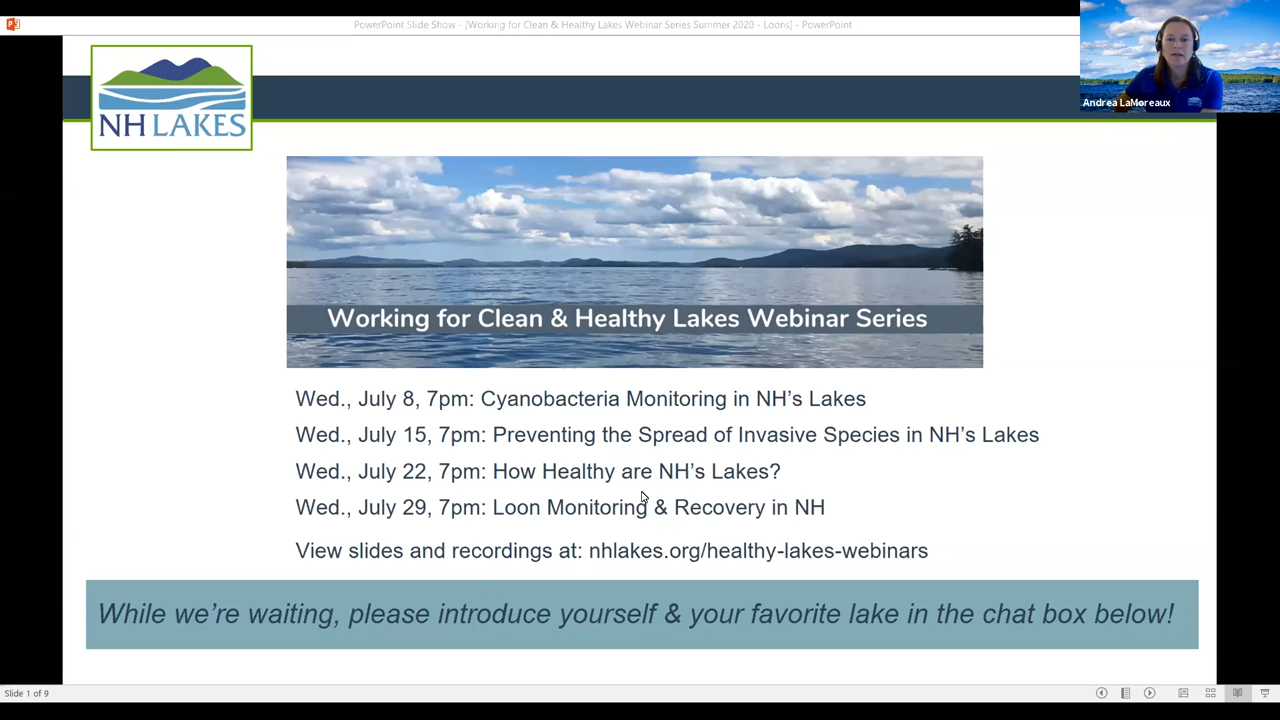 PowerPoint Slide Show - [Working for Clean & Healthy Lakes Webinar Series Summer 2020 - Loons] - PowerPoint
Andrea LaMoreaux
NH LAKES
Working for Clean & Healthy Lakes Webinar Series
Wed., July 8, 7pm: Cyanobacteria Monitoring in NH's Lakes
Wed., July 15, 7pm: Preventing the Spread of Invasive Species in NH's Lakes
Wed., July 22, 7pm: How Healthy are NH's Lakes?
Wed., July 29, 7pm: Loon Monitoring & Recovery in NH
View slides and recordings at: nhlakes.org/healthy-lakes-webinars
While we're waiting, please introduce yourself & your favorite lake in the chat box below!
Slide 1 of 9